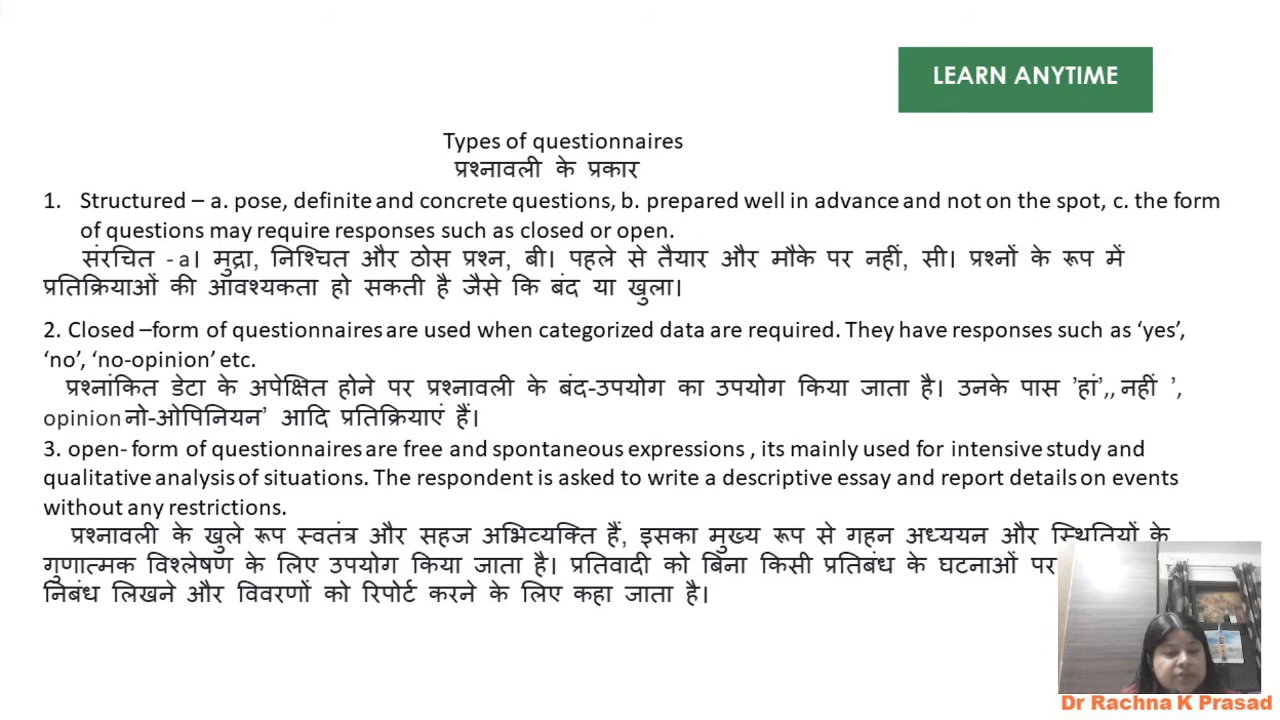 LEARN ANYTIME
Types of questionnaires
प्रश्नावली के प्रकार
1. Structured – a. pose, definite and concrete questions, b. prepared well in advance and not on the spot, c. the form
of questions may require responses such as closed or open.
संरचित - a। मुद्रा, निश्चित और ठोस प्रश्न, बी। पहले से तैयार और मौके पर नहीं, सी। प्रश्नों के रूप में
प्रतिक्रियाओं की आवश्यकता हो सकती है जैसे कि बंद या खुला।
2. Closed –form of questionnaires are used when categorized data are required. They have responses such as ‘yes’,
‘no’, ‘no-opinion’ etc.
प्रश्नांकित डेटा के अपेक्षित होने पर प्रश्नावली के बंद-उपयोग का उपयोग किया जाता है। उनके पास ’हां’,, नहीं ’,
opinion नो-ओपिनियन’ आदि प्रतिक्रियाएं हैं।
3. open- form of questionnaires are free and spontaneous expressions , its mainly used for intensive study and
qualitative analysis of situations. The respondent is asked to write a descriptive essay and report details on events
without any restrictions.
प्रश्नावली के खुले रूप स्वतंत्र और सहज अभिव्यक्ति हैं, इसका मुख्य रूप से गहन अध्ययन और स्थितियों के
गुणात्मक विश्लेषण के लिए उपयोग किया जाता है। प्रतिवादी को बिना किसी प्रतिबंध के घटनाओं पर
निबंध लिखने और विवरणों को रिपोर्ट करने के लिए कहा जाता है।
Dr Rachna K Prasad